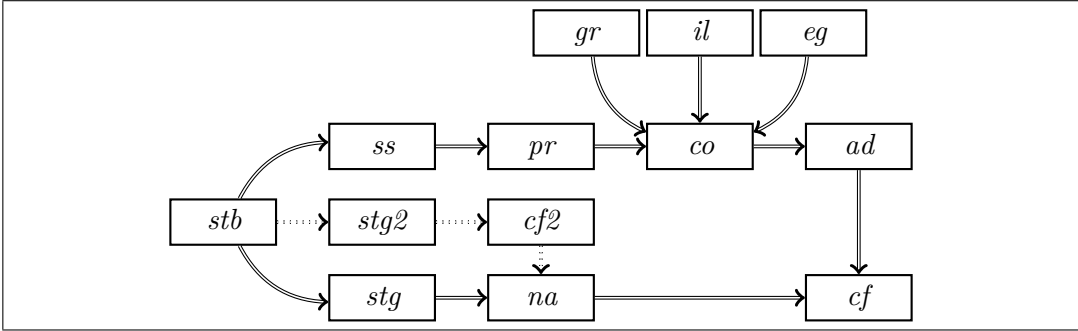 gr il eg
ss pr co ad
stb stg2 cf2
stg na cf